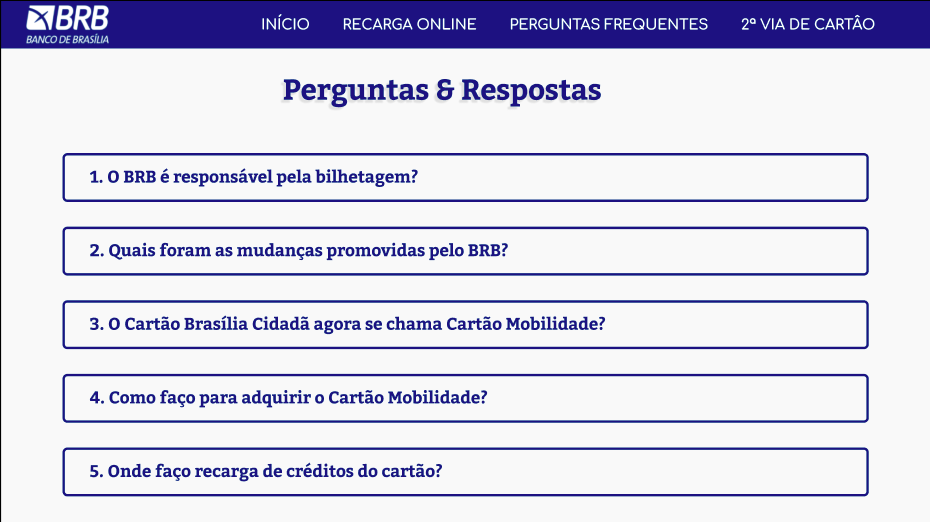 BRB
BANCO DE BRASÍLIA
INÍCIO RECARGA ONLINE PERGUNTAS FREQUENTES 2ª VIA DE CARTÃO
Perguntas & Respostas
1. O BRB é responsável pela bilhetagem?
2. Quais foram as mudanças promovidas pelo BRB?
3. O Cartão Brasília Cidadã agora se chama Cartão Mobilidade?
4. Como faço para adquirir o Cartão Mobilidade?
5. Onde faço recarga de créditos do cartão?